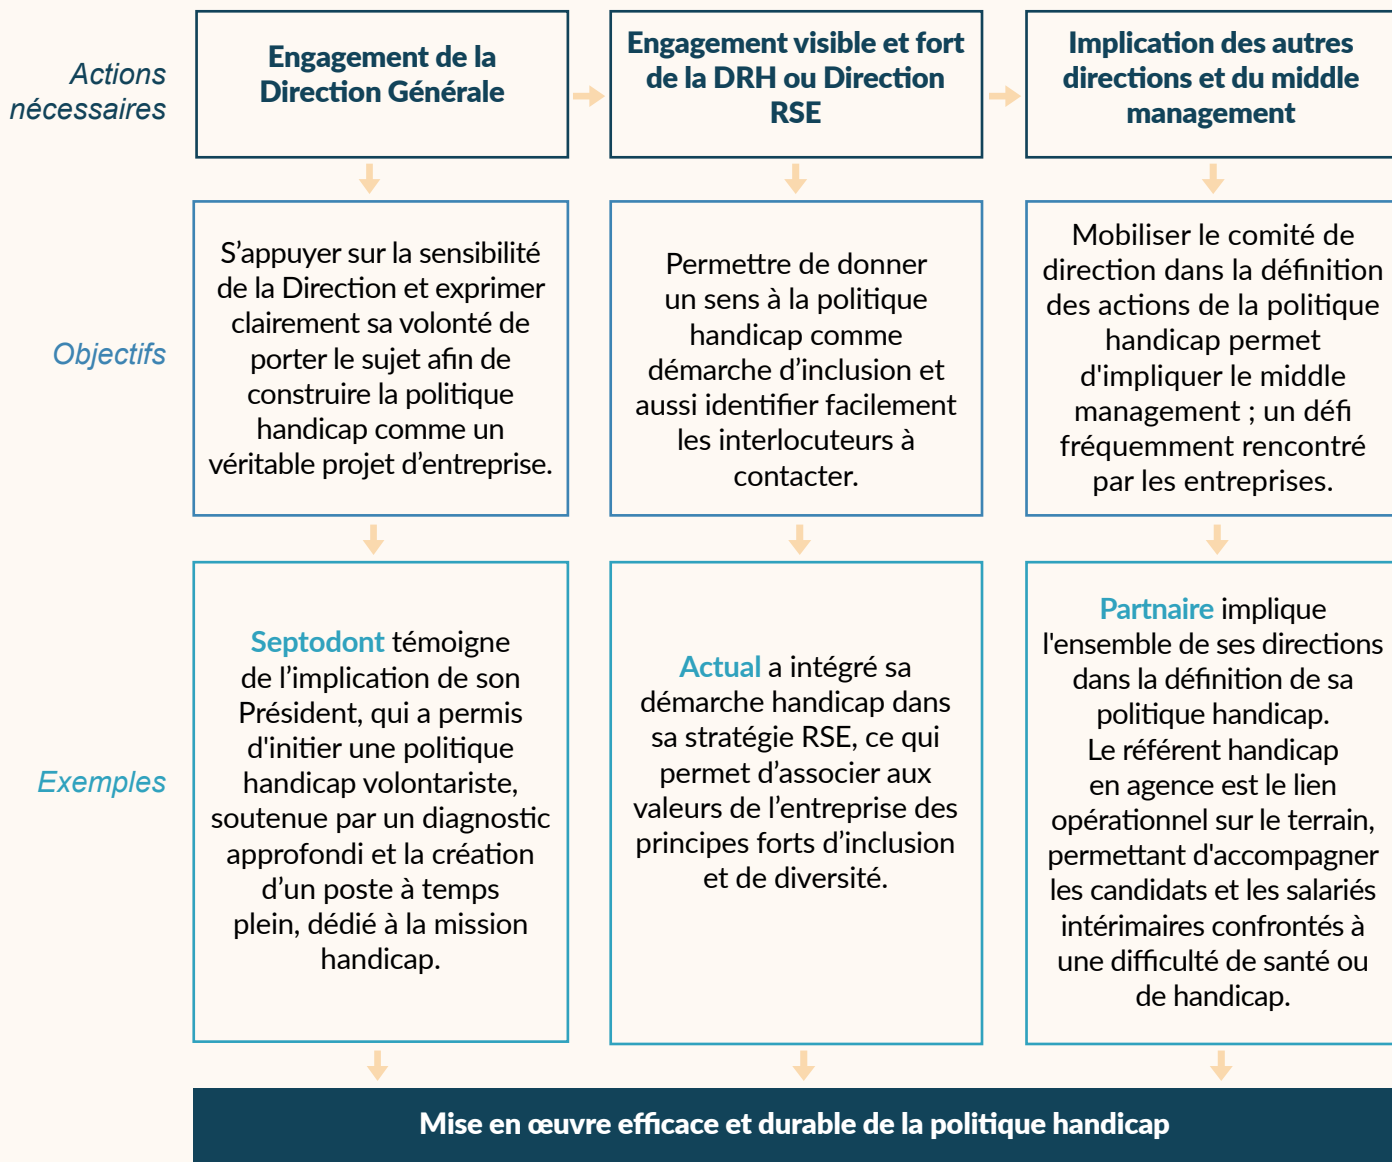 Actions
nécessaires
Engagement de la
Direction Générale
Engagement visible et fort
de la DRH ou Direction
RSE
Implication des autres
directions et du middle
management
Objectifs
S’appuyer sur la sensibilité
de la Direction et exprimer
clairement sa volonté de
porter le sujet afin de
construire la politique
handicap comme un
véritable projet d’entreprise.
Permettre de donner
un sens à la politique
handicap comme
démarche d’inclusion et
aussi identifier facilement
les interlocuteurs à
contacter.
Mobiliser le comité de
direction dans la définition
des actions de la politique
handicap permet
d'impliquer le middle
management ; un défi
fréquemment rencontré
par les entreprises.
Exemples
Septodont témoigne
de l’implication de son
Président, qui a permis
d'initier une politique
handicap volontariste,
soutenue par un diagnostic
approfondi et la création
d’un poste à temps
plein, dédié à la mission
handicap.
Actual a intégré sa
démarche handicap dans
sa stratégie RSE, ce qui
permet d’associer aux
valeurs de l’entreprise des
principes forts d’inclusion
et de diversité.
Partnaire implique
l'ensemble de ses directions
dans la définition de sa
politique handicap.
Le référent handicap
en agence est le lien
opérationnel sur le terrain,
permettant d'accompagner
les candidats et les salariés
intérimaires confrontés à
une difficulté de santé ou
de handicap.
Mise en œuvre efficace et durable de la politique handicap